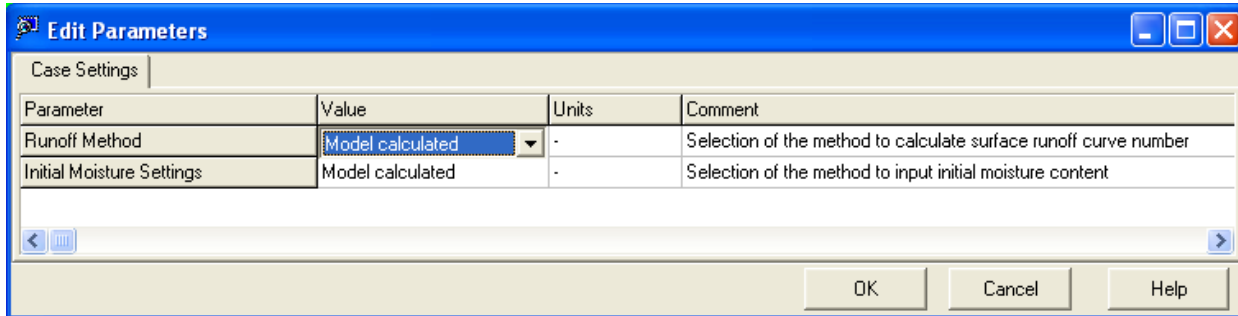 Edit Parameters
Case Settings
Parameter Value Units Comment
Runoff Method Model calculated - Selection of the method to calculate surface runoff curve number
Initial Moisture Settings Model calculated - Selection of the method to input initial moisture content
OK Cancel Help